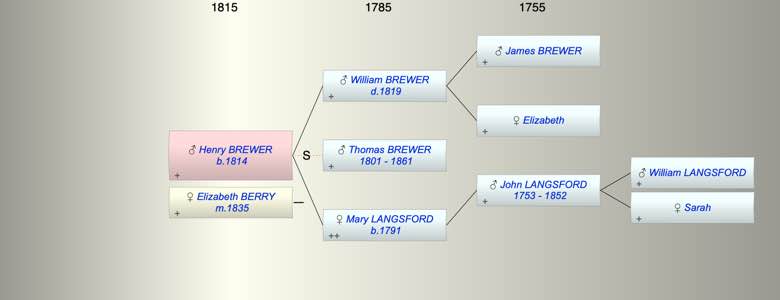 1815 1785 1755
♂ James BREWER
+
♂ William BREWER
d.1819
+
♀ Elizabeth
+
♂ Henry BREWER
b.1814
+
S
♂ Thomas BREWER
1801 - 1861
+
♂ William LANGSFORD
+
♂ John LANGSFORD
1753 - 1852
+
♀ Elizabeth BERRY
m.1835
+
♀ Sarah
+
♀ Mary LANGSFORD
b.1791
++